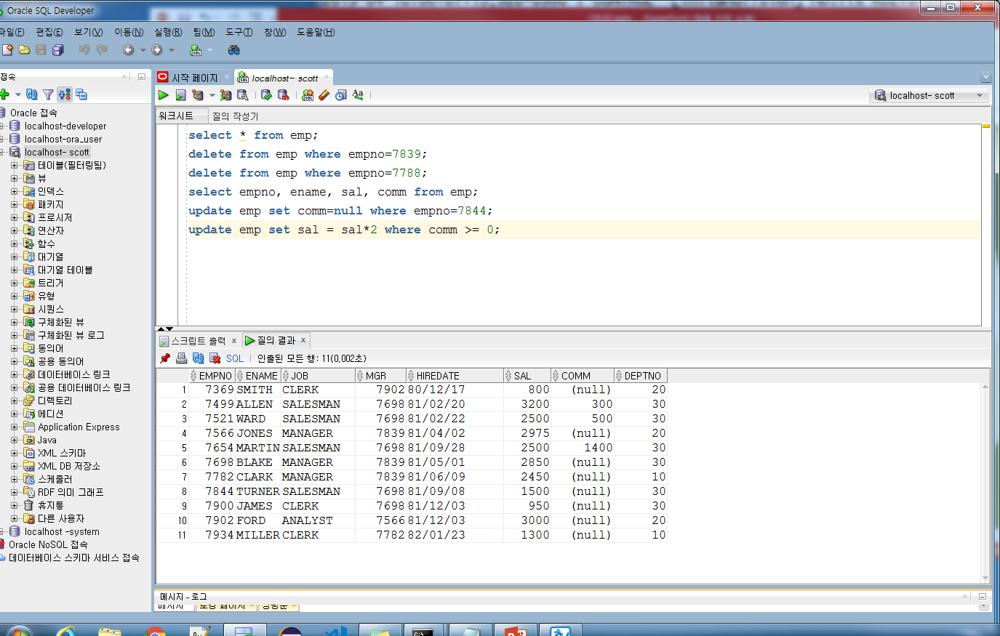 Oracle SQL Developer
파일(F) 편집(E) 보기(V) 이동(N) 실행(R) 팀(M) 도구(T) 창(W) 도움말(H)
접속
Oracle 접속
localhost-developer
localhost-ora_user
localhost- scott
테이블(필터링됨)
뷰
인덱스
패키지
프로시저
연산자
함수
대기열
대기열 테이블
트리거
유형
시퀀스
구체화된 뷰
구체화된 뷰 로그
동의어
공용 동의어
데이터베이스 링크
공용 데이터베이스 링크
디렉토리
에디션
Application Express
Java
XML 스키마
XML DB 저장소
스케줄러
RDF 의미 그래프
휴지통
다른 사용자
localhost -system
Oracle NoSQL 접속
데이터베이스 스키마 서비스 접속
시작 페이지 localhost- scott
localhost- scott
워크시트 질의 작성기
select * from emp;
delete from emp where empno=7839;
delete from emp where empno=7788;
select empno, ename, sal, comm from emp;
update emp set comm=null where empno=7844;
update emp set sal = sal*2 where comm >= 0;
스크립트 출력 x 질의 결과 x
SQL | 인출된 모든 행: 11(0,002초)
EMPNO ENAME JOB MGR HIREDATE SAL COMM DEPTNO
1 7369 SMITH CLERK 7902 80/12/17 800 (null) 20
2 7499 ALLEN SALESMAN 7698 81/02/20 3200 300 30
3 7521 WARD SALESMAN 7698 81/02/22 2500 500 30
4 7566 JONES MANAGER 7839 81/04/02 2975 (null) 20
5 7654 MARTIN SALESMAN 7698 81/09/28 2500 1400 30
6 7698 BLAKE MANAGER 7839 81/05/01 2850 (null) 30
7 7782 CLARK MANAGER 7839 81/06/09 2450 (null) 10
8 7844 TURNER SALESMAN 7698 81/09/08 1500 (null) 30
9 7900 JAMES CLERK 7698 81/12/03 950 (null) 30
10 7902 FORD ANALYST 7566 81/12/03 3000 (null) 20
11 7934 MILLER CLERK 7782 82/01/23 1300 (null) 10
메시지 - 로그
메시지 로깅 페이지